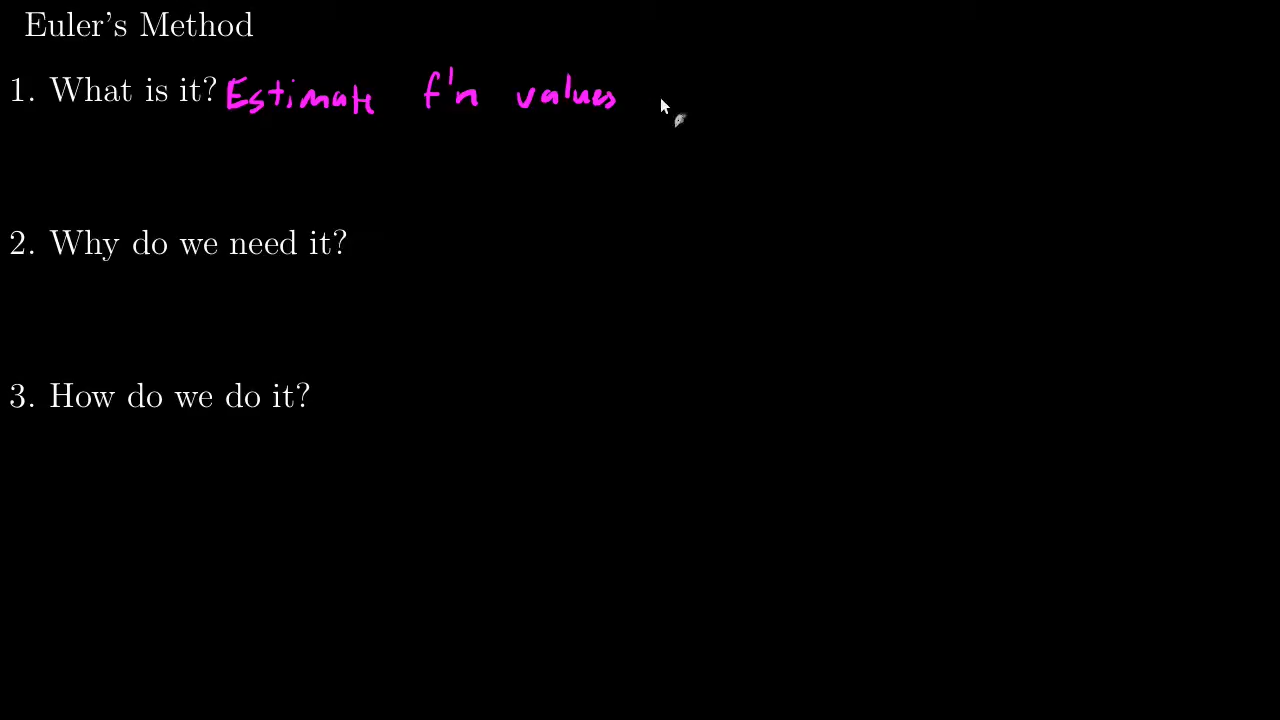 Euler's Method
1. What is it? Estimate f'n values
2. Why do we need it?
3. How do we do it?